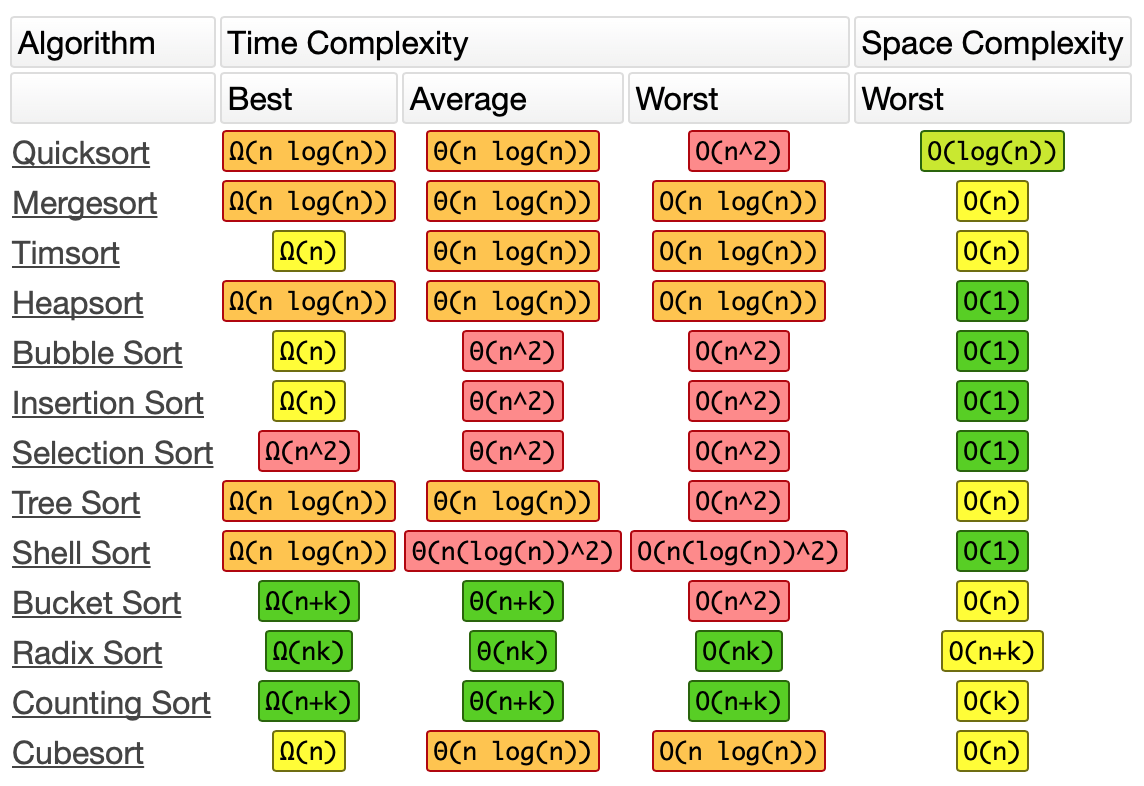 Algorithm Time Complexity Space Complexity
Best Average Worst Worst
Quicksort Ω(n log(n)) Θ(n log(n)) O(n^2) O(log(n))
Mergesort Ω(n log(n)) Θ(n log(n)) O(n log(n)) O(n)
Timsort Ω(n) Θ(n log(n)) O(n log(n)) O(n)
Heapsort Ω(n log(n)) Θ(n log(n)) O(n log(n)) O(1)
Bubble Sort Ω(n) Θ(n^2) O(n^2) O(1)
Insertion Sort Ω(n) Θ(n^2) O(n^2) O(1)
Selection Sort Ω(n^2) Θ(n^2) O(n^2) O(1)
Tree Sort Ω(n log(n)) Θ(n log(n)) O(n^2) O(n)
Shell Sort Ω(n log(n)) Θ(n(log(n))^2) O(n(log(n))^2) O(1)
Bucket Sort Ω(n+k) Θ(n+k) O(n^2) O(n)
Radix Sort Ω(nk) Θ(nk) O(nk) O(n+k)
Counting Sort Ω(n+k) Θ(n+k) O(n+k) O(k)
Cubesort Ω(n) Θ(n log(n)) O(n log(n)) O(n)